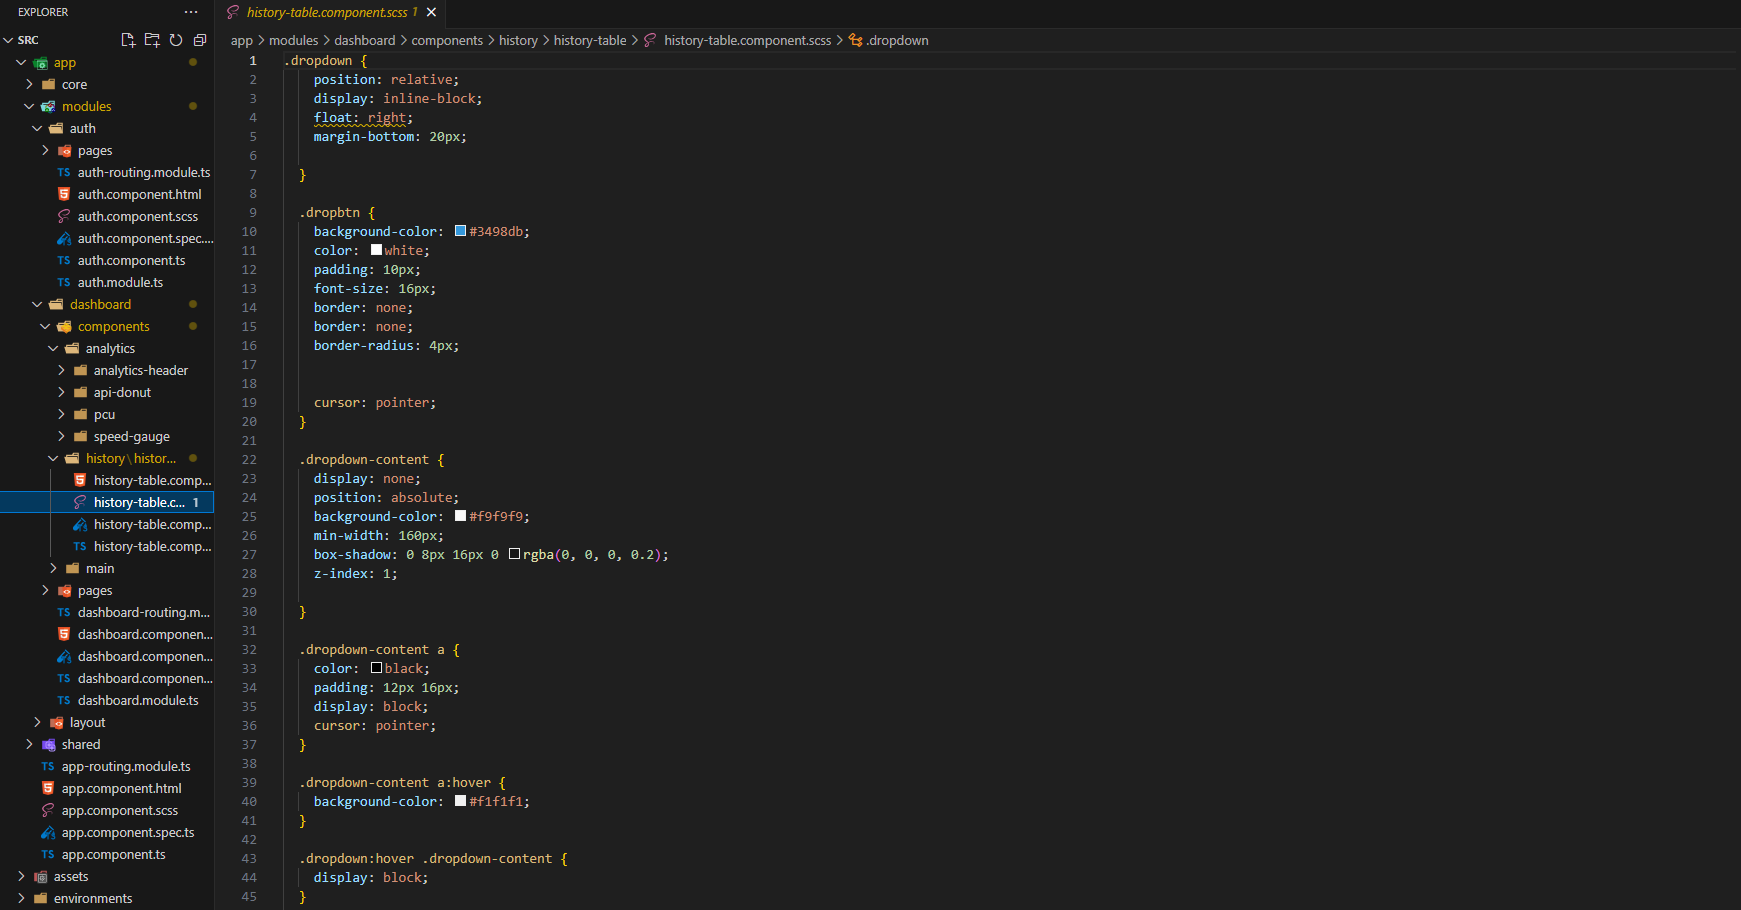 EXPLORER
SRC
app
core
modules
auth
pages
auth-routing.module.ts
auth.component.html
auth.component.scss
auth.component.spec....
auth.component.ts
auth.module.ts
dashboard
components
analytics
analytics-header
api-donut
pcu
speed-gauge
history\histor...
history-table.comp...
history-table.c... 1
history-table.comp...
TS history-table.comp...
main
pages
TS dashboard-routing.m...
dashboard.componen...
dashboard.componen...
TS dashboard.componen...
TS dashboard.module.ts
layout
shared
TS app-routing.module.ts
app.component.html
app.component.scss
app.component.spec.ts
TS app.component.ts
assets
environments
history-table.component.scss 1
app > modules > dashboard > components > history > history-table > history-table.component.scss > .dropdown
1 .dropdown {
2 position: relative;
3 display: inline-block;
4 float: right;
5 margin-bottom: 20px;
6
7 }
8
9 .dropbtn {
10 background-color: #3498db;
11 color: white;
12 padding: 10px;
13 font-size: 16px;
14 border: none;
15 border: none;
16 border-radius: 4px;
17
18
19 cursor: pointer;
20 }
21
22 .dropdown-content {
23 display: none;
24 position: absolute;
25 background-color: #f9f9f9;
26 min-width: 160px;
27 box-shadow: 0 8px 16px 0 rgba(0, 0, 0, 0.2);
28 z-index: 1;
29
30 }
31
32 .dropdown-content a {
33 color: black;
34 padding: 12px 16px;
35 display: block;
36 cursor: pointer;
37 }
38
39 .dropdown-content a:hover {
40 background-color: #f1f1f1;
41 }
42
43 .dropdown:hover .dropdown-content {
44 display: block;
45 }